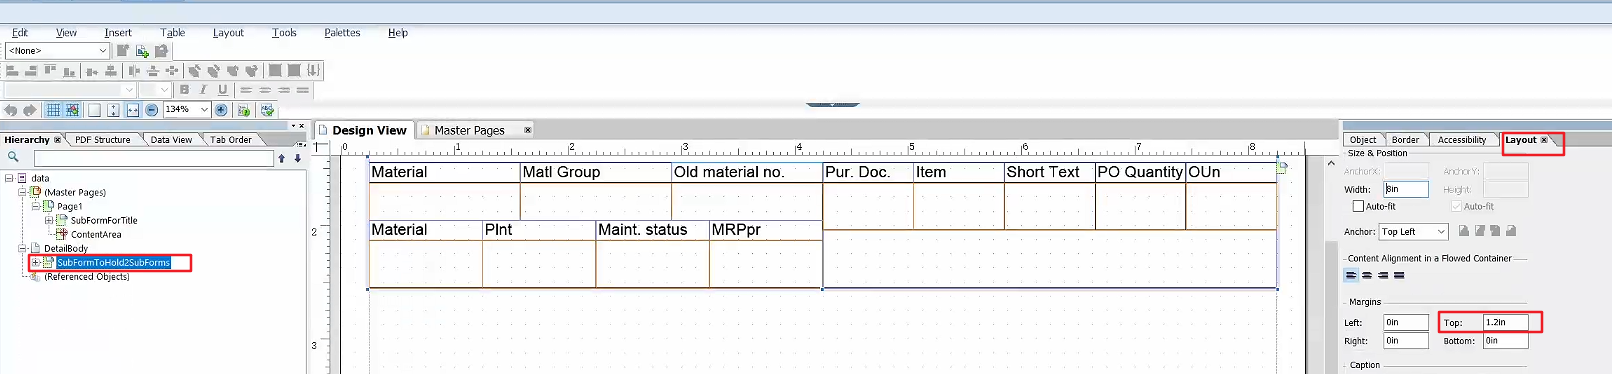 Edit View Insert Table Layout Tools Palettes Help
<None>
B I U
134%
Hierarchy PDF Structure Data View Tab Order
data
(Master Pages)
Page1
SubFormForTitle
ContentArea
DetailBody
SubFormToHold2SubForms
(Referenced Objects)
Design View Master Pages
0 1 2 3 4 5 6 7 8
2
3
Material Matl Group Old material no. Pur. Doc. Item Short Text PO Quantity OUn
Material Plnt Maint. status MRPpr
Object Border Accessibility Layout
Size & Position
AnchorX: AnchorY:
Width: 8in Height:
Auto-fit Auto-fit
Anchor: Top Left
Content Alignment in a Flowed Container
Margins
Left: 0in Top: 1.2in
Right: 0in Bottom: 0in
Caption